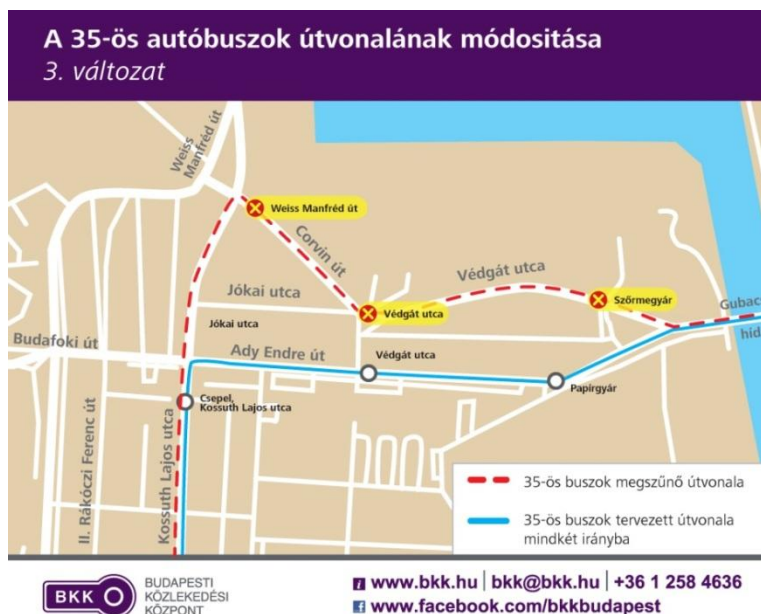 A 35-ös autóbuszok útvonalának módositása
3. változat
Weiss
Manfréd út
Weiss Manfréd út
Corvin út
Védgát utca
Jókai utca
Szőrmegyár
Védgát utca
Jókai utca
Gubac
híd
Budafoki út
Ady Endre út
Védgát utca
Papírgyár
Csepel,
Kossuth Lajos utca
II. Rákóczi Ferenc út
Kossuth Lajos utca
35-ös buszok megszűnő útvonala
35-ös buszok tervezett útvonala
mindkét irányba
BKK
BUDAPESTI
KÖZLEKEDÉSI
KÖZPONT
www.bkk.hu | bkk@bkk.hu | +36 1 258 4636
www.facebook.com/bkkbudapest